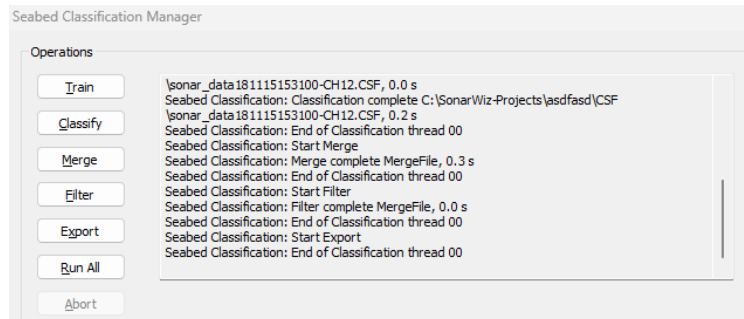 Seabed Classification Manager
Operations
Train
Classify
Merge
Filter
Export
Run All
Abort
\sonar_data181115153100-CH12.CSF, 0.0 s
Seabed Classification: Classification complete C:\SonarWiz-Projects\asdfasd\CSF
\sonar_data181115153100-CH12.CSF, 0.2 s
Seabed Classification: End of Classification thread 00
Seabed Classification: Start Merge
Seabed Classification: Merge complete MergeFile, 0.3 s
Seabed Classification: End of Classification thread 00
Seabed Classification: Start Filter
Seabed Classification: Filter complete MergeFile, 0.0 s
Seabed Classification: End of Classification thread 00
Seabed Classification: Start Export
Seabed Classification: End of Classification thread 00